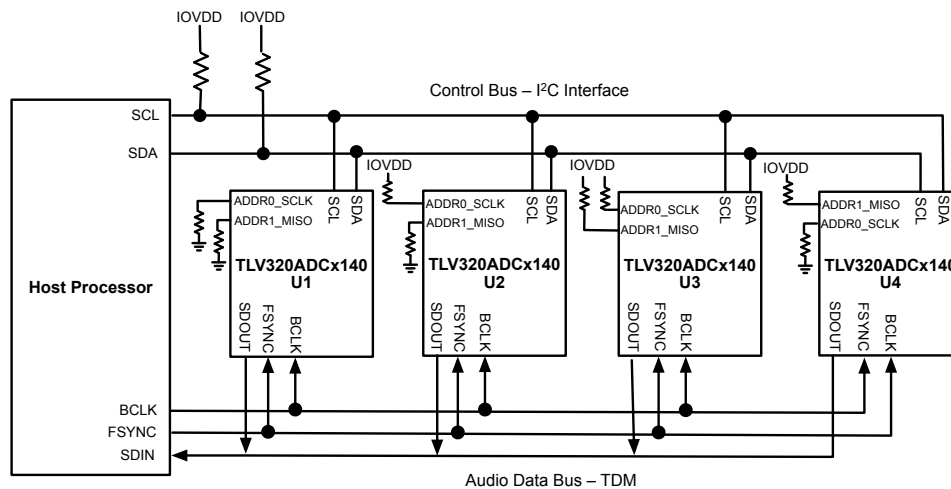 IOVDD
IOVDD
Control Bus – I²C Interface
SCL
SDA
IOVDD
IOVDD
IOVDD
ADDR0_SCLK
ADDR1_MISO
SCL
SDA
TLV320ADCx140
U1
SDOUT
FSYNC
BCLK
ADDR0_SCLK
ADDR1_MISO
SCL
SDA
TLV320ADCx140
U2
SDOUT
FSYNC
BCLK
ADDR0_SCLK
ADDR1_MISO
SCL
SDA
TLV320ADCx140
U3
SDOUT
FSYNC
BCLK
ADDR1_MISO
ADDR0_SCLK
SCL
SDA
TLV320ADCx140
U4
SDOUT
FSYNC
BCLK
Host Processor
BCLK
FSYNC
SDIN
Audio Data Bus – TDM